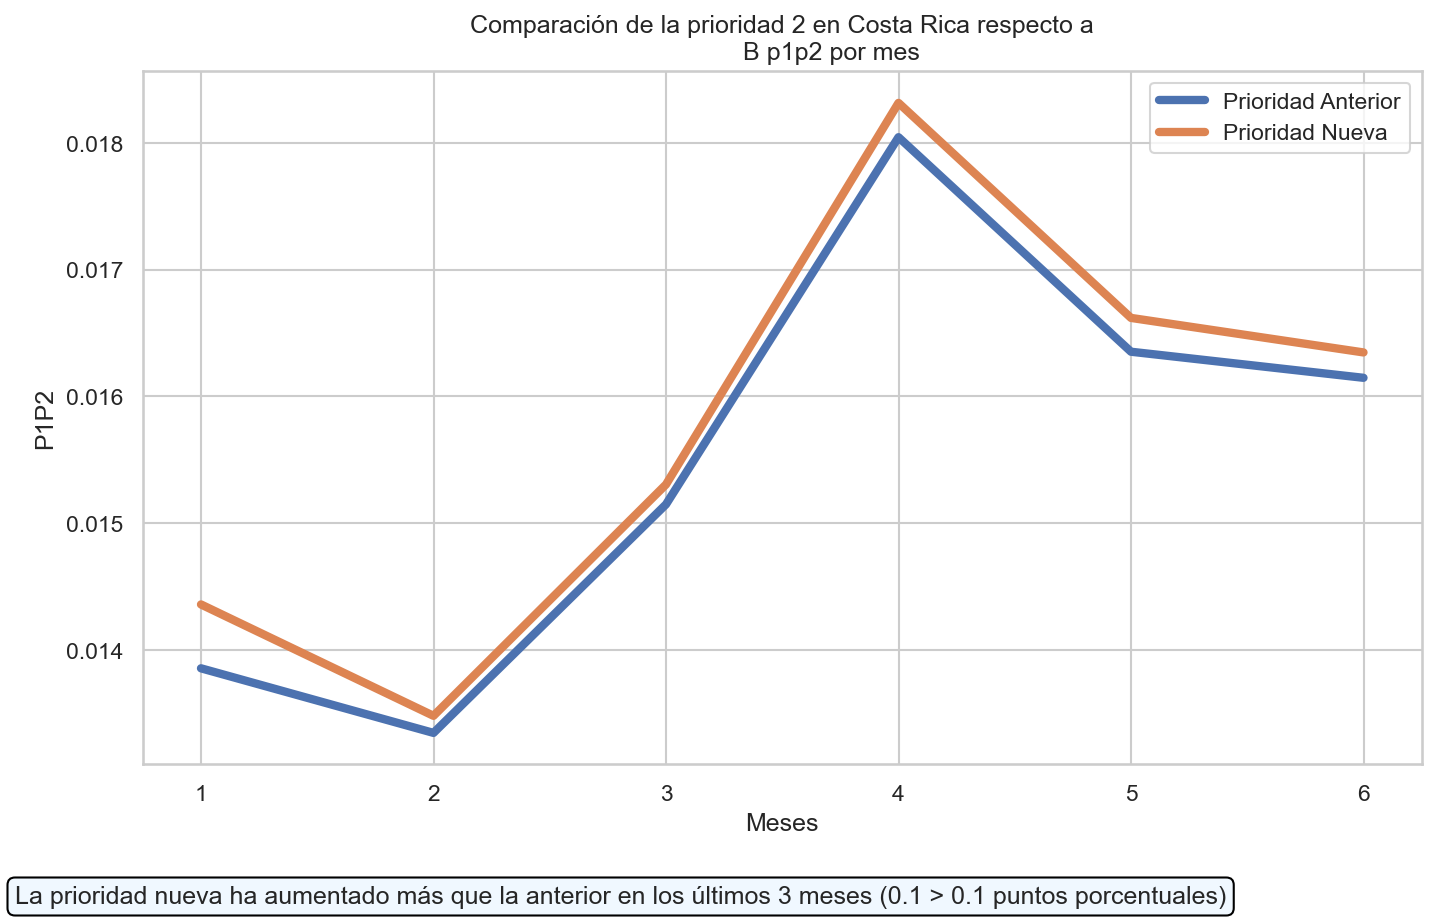 Comparación de la prioridad 2 en Costa Rica respecto a
B p1p2 por mes
Prioridad Anterior
Prioridad Nueva
0.018
0.017
0.016
0.015
0.014
P1P2
1 2 3 4 5 6
Meses
La prioridad nueva ha aumentado más que la anterior en los últimos 3 meses (0.1 > 0.1 puntos porcentuales)